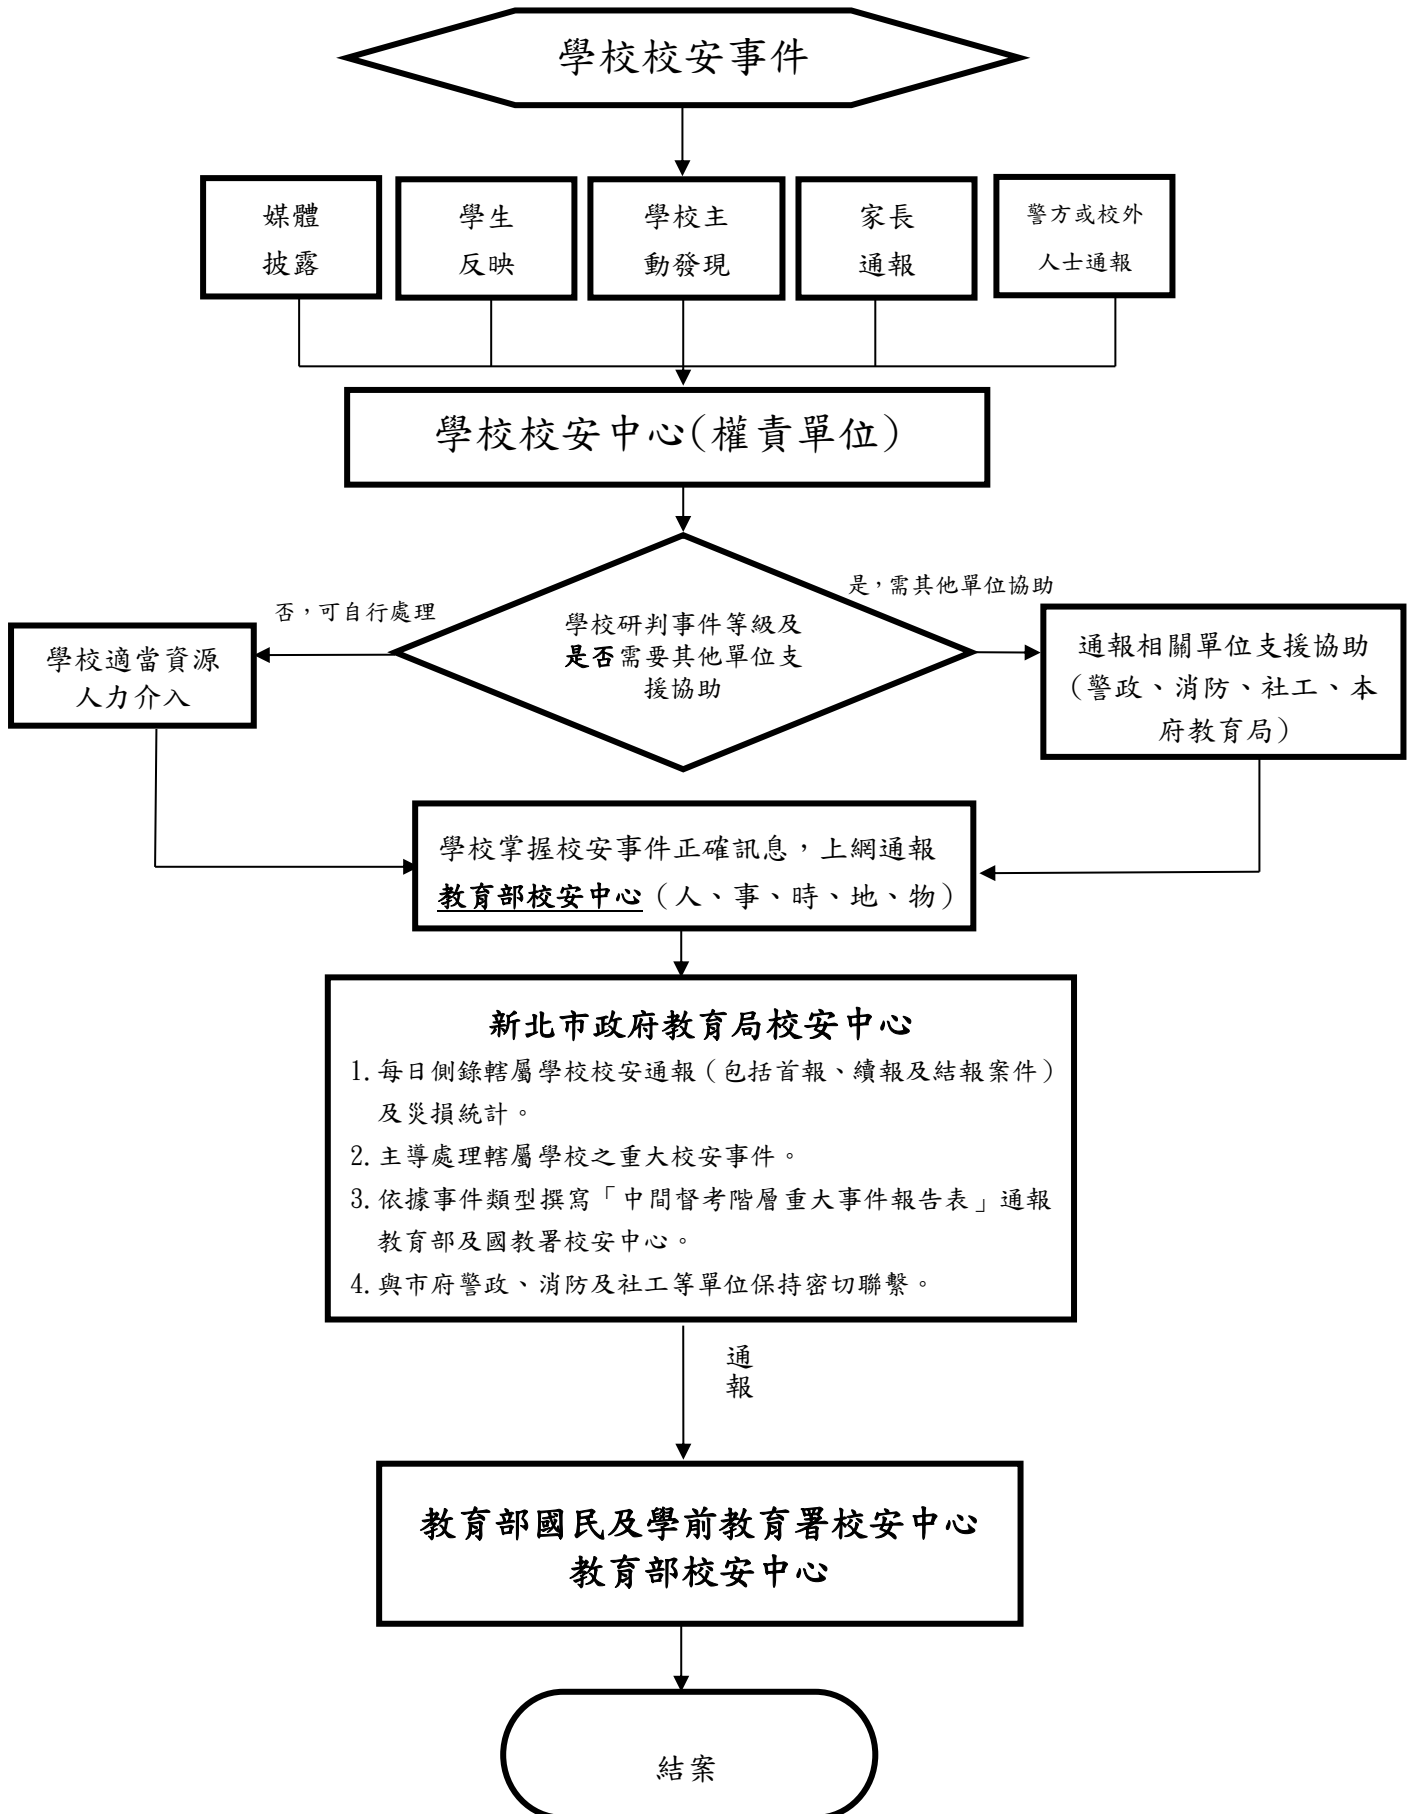 學校校安事件
媒體
披露
學生
反映
學校主
動發現
家長
通報
警方或校外
人士通報
學校校安中心(權責單位)
否，可自行處理
是，需其他單位協助
學校研判事件等級及
是否需要其他單位支
援協助
學校適當資源
人力介入
通報相關單位支援協助
（警政、消防、社工、本
府教育局）
學校掌握校安事件正確訊息，上網通報
教育部校安中心（人、事、時、地、物）
新北市政府教育局校安中心
1.每日側錄轄屬學校校安通報（包括首報、續報及結報案件）
及災損統計。
2.主導處理轄屬學校之重大校安事件。
3.依據事件類型撰寫「中間督考階層重大事件報告表」通報
教育部及國教署校安中心。
4.與市府警政、消防及社工等單位保持密切聯繫。
通
報
教育部國民及學前教育署校安中心
教育部校安中心
結案